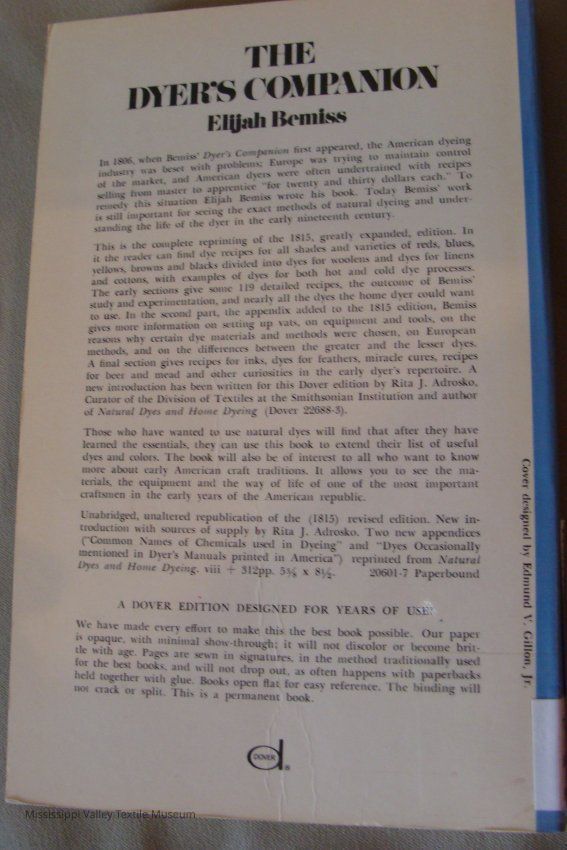 THE
DYER'S COMPANION
Elijah Bemiss
In 1806, when Bemiss' Dyer's Companion first appeared, the American dyeing
industry was beset with problems; Europe was trying to maintain control
of the market, and American dyers were often undertained with recipes
selling from master to apprentice "for twenty and thirty dollars each." To
remedy this situation Elijah Bemiss wrote his book. Today Bemiss' work
is still important for seeing the exact methods of natural dyeing and under-
standing the life of the dyer in the early nineteenth century.
This is the complete reprinting of the 1815, greatly expanded, edition. In
it the reader can find dye recipes for all shades and varieties of reds, blues,
yellows, browns and blacks divided into dyes for woolens and dyes for linens
and cottons, with examples of dyes for both hot and cold dye processes.
The early sections give some 119 detailed recipes, the outcome of Bemiss'
study and experimentation, and nearly all the dyes the home dyer could want
to use. In the second part, the appendix added to the 1815 edition, Bemiss
gives more information on setting up vats, on equipment and tools, on the
reasons why certain dye materials and methods were chosen, on European
methods, and on the differences between the greater and the lesser dyes.
A final section gives recipes for inks, dyes for feathers, miracle cures, recipes
for beer and mead and other curiosities in the early dyer's repertoire. A
new introduction has been written for this Dover edition by Rita J. Adrosko,
Curator of the Division of Textiles at the Smithsonian Institution and author
of Natural Dyes and Home Dyeing (Dover 22688-3).
Those who have wanted to use natural dyes will find that after they have
learned the essentials, they can use this book to extend their list of useful
dyes and colors. The book will also be of interest to all who want to know
more about early American craft traditions. It allows you to see the ma-
terials, the equipment and the way of life of one of the most important
craftsmen in the early years of the American republic.
Unabridged, unaltered republication of the (1815) revised edition. New in-
troduction with sources of supply by Rita J. Adrosko. Two new appendices
("Common Names of Chemicals used in Dyeing" and "Dyes Occasionally
mentioned in Dyer's Manuals printed in America") reprinted from Natural
Dyes and Home Dyeing. viii + 312pp. 5⅜ x 8½. 20601-7 Paperbound
A DOVER EDITION DESIGNED FOR YEARS OF USE!
We have made every effort to make this the best book possible. Our paper
is opaque, with minimal show-through; it will not discolor or become brit-
tle with age. Pages are sewn in signatures, in the method traditionally used
for the best books, and will not drop out, as often happens with paperbacks
held together with glue. Books open flat for easy reference. The binding will
not crack or split. This is a permanent book.
DOVER
®
Cover designed by Edmund V. Gillon, Jr.
Mississippi Valley Textile Museum